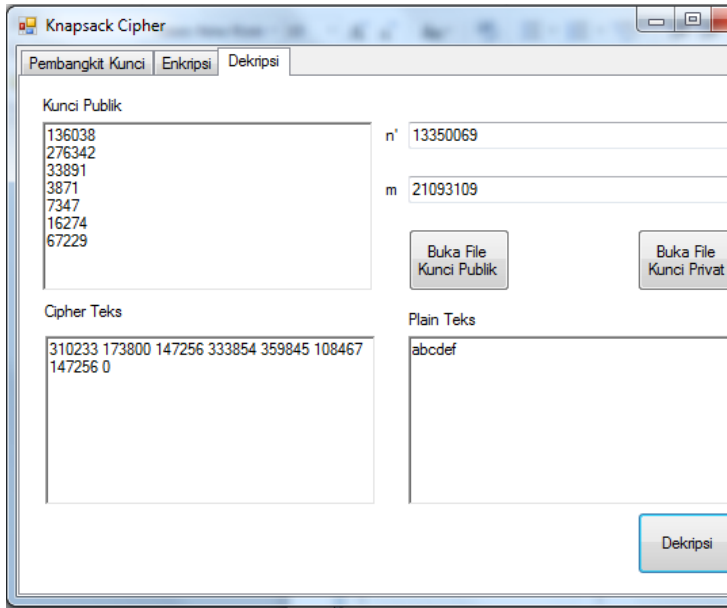 Knapsack Cipher
Pembangkit Kunci Enkripsi Dekripsi
Kunci Publik
136038
276342
33891
3871
7347
16274
67229
n' 13350069
m 21093109
Buka File
Kunci Publik
Buka File
Kunci Privat
Cipher Teks
310233 173800 147256 333854 359845 108467
147256 0
Plain Teks
abcdef
Dekripsi